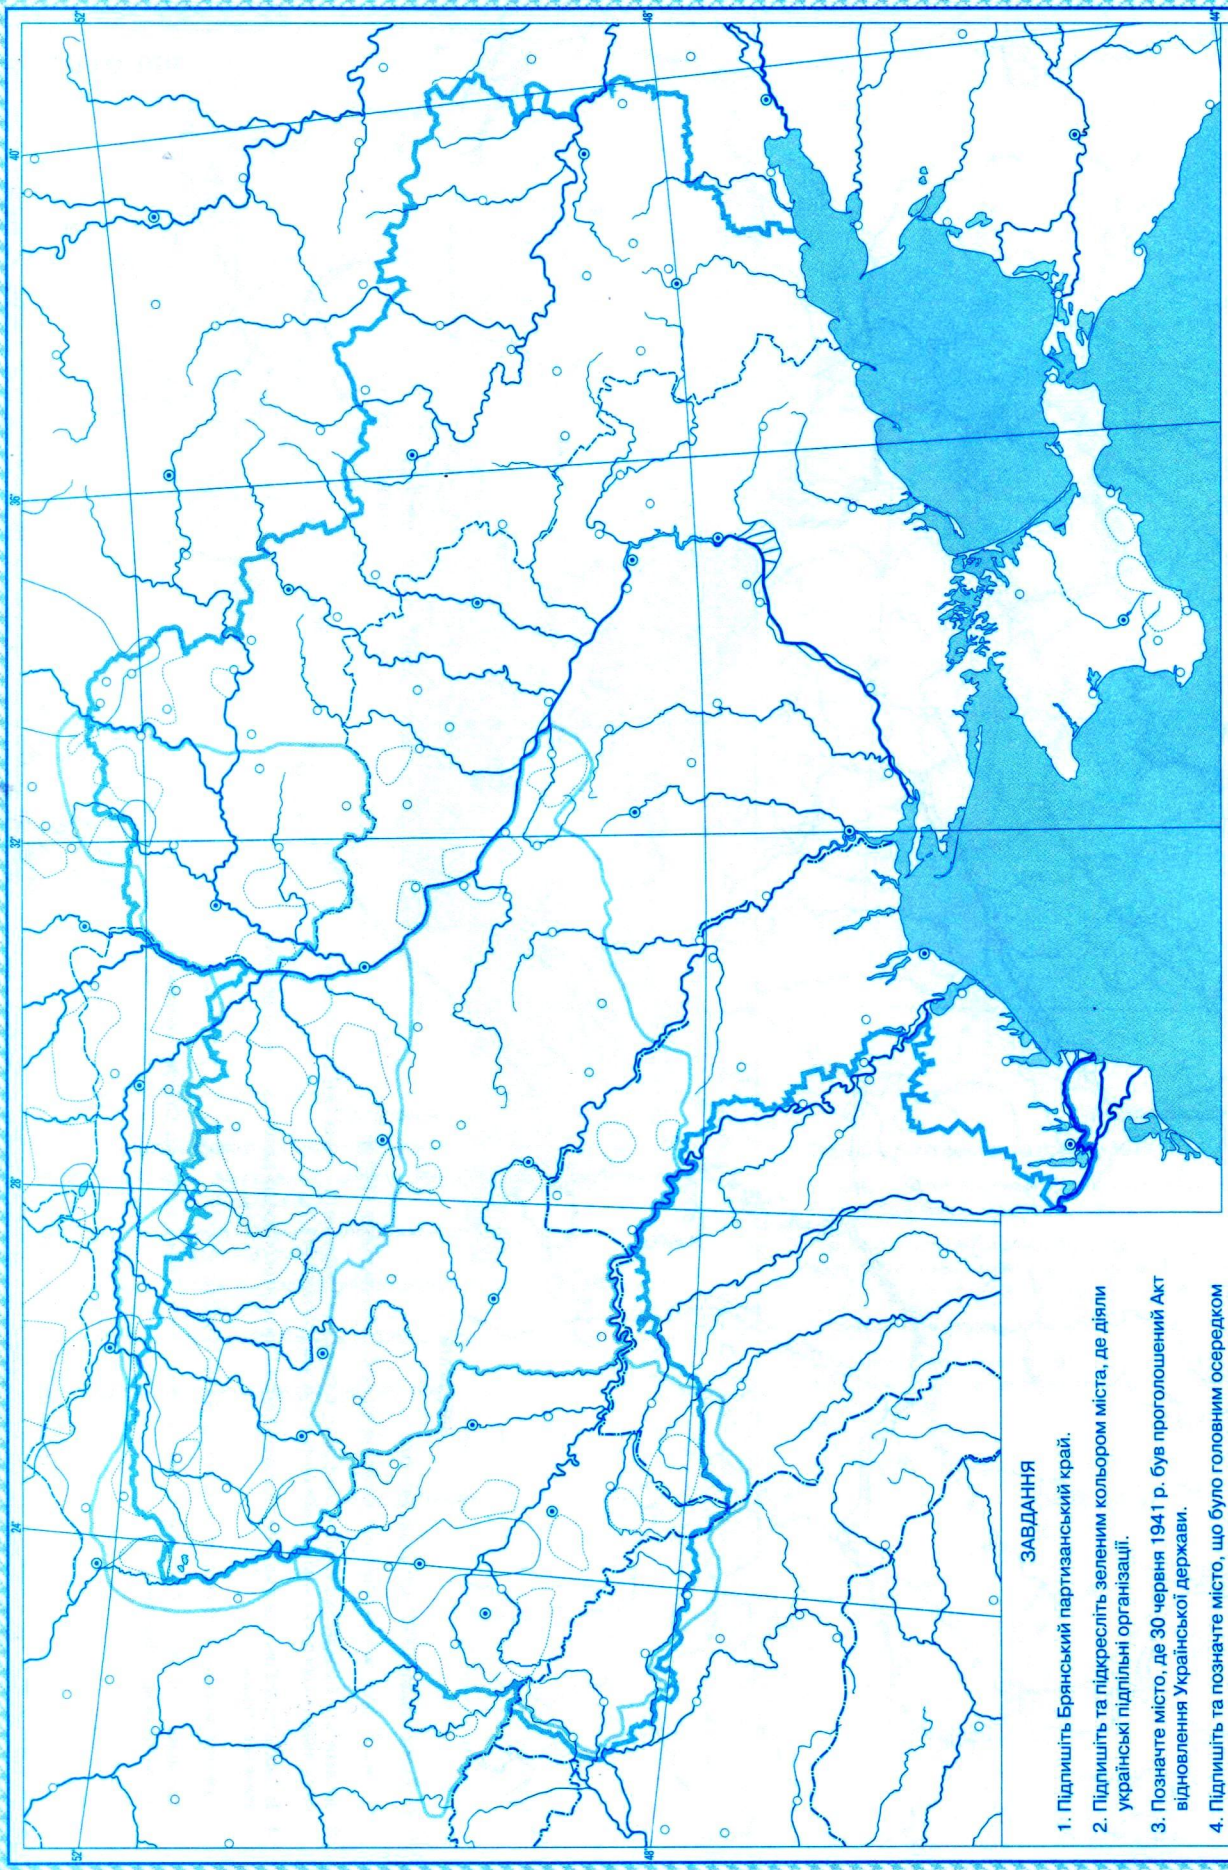 52°
48°
44°
40°
36°
32°
28°
24°
52°
48°
ЗАВДАННЯ
1. Підпишіть Брянський партизанський край.
2. Підпишіть та підкресліть зеленим кольором міста, де діяли
українські підпільні організації.
3. Позначте місто, де 30 червня 1941 р. був проголошений Акт
відновлення Української держави.
4. Підпишіть та позначте місто, що було головним осередком